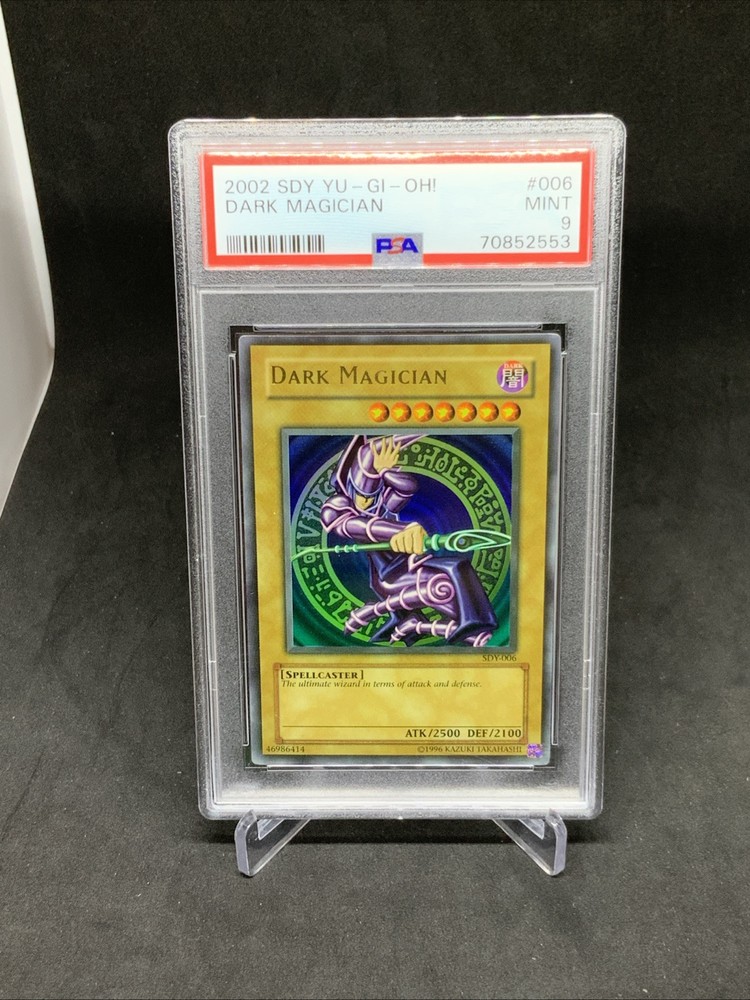 2002 SDY YU-GI-OH! #006
DARK MAGICIAN MINT
9
PSA 70852553
DARK MAGICIAN
DARK
闇
SDY-006
[SPELLCASTER]
The ultimate wizard in terms of attack and defense.
ATK/2500 DEF/2100
46986414 ©1996 KAZUKI TAKAHASHI